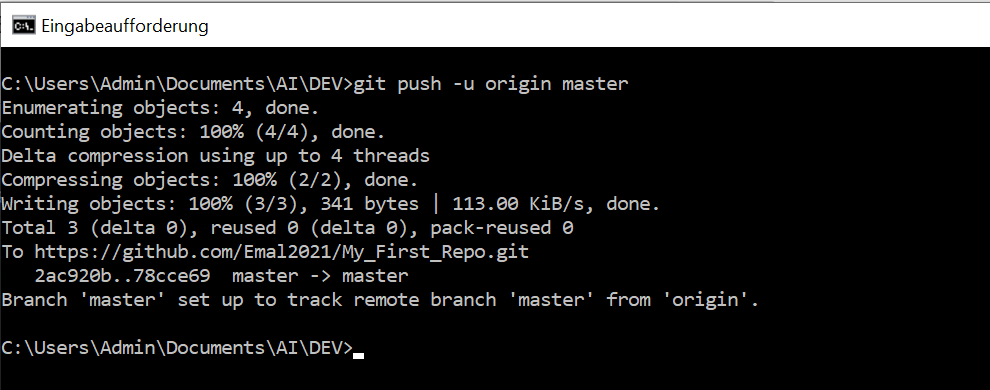 Eingabeaufforderung
C:\Users\Admin\Documents\AI\DEV>git push -u origin master
Enumerating objects: 4, done.
Counting objects: 100% (4/4), done.
Delta compression using up to 4 threads
Compressing objects: 100% (2/2), done.
Writing objects: 100% (3/3), 341 bytes | 113.00 KiB/s, done.
Total 3 (delta 0), reused 0 (delta 0), pack-reused 0
To https://github.com/Emal2021/My_First_Repo.git
   2ac920b..78cce69  master -> master
Branch 'master' set up to track remote branch 'master' from 'origin'.
C:\Users\Admin\Documents\AI\DEV>